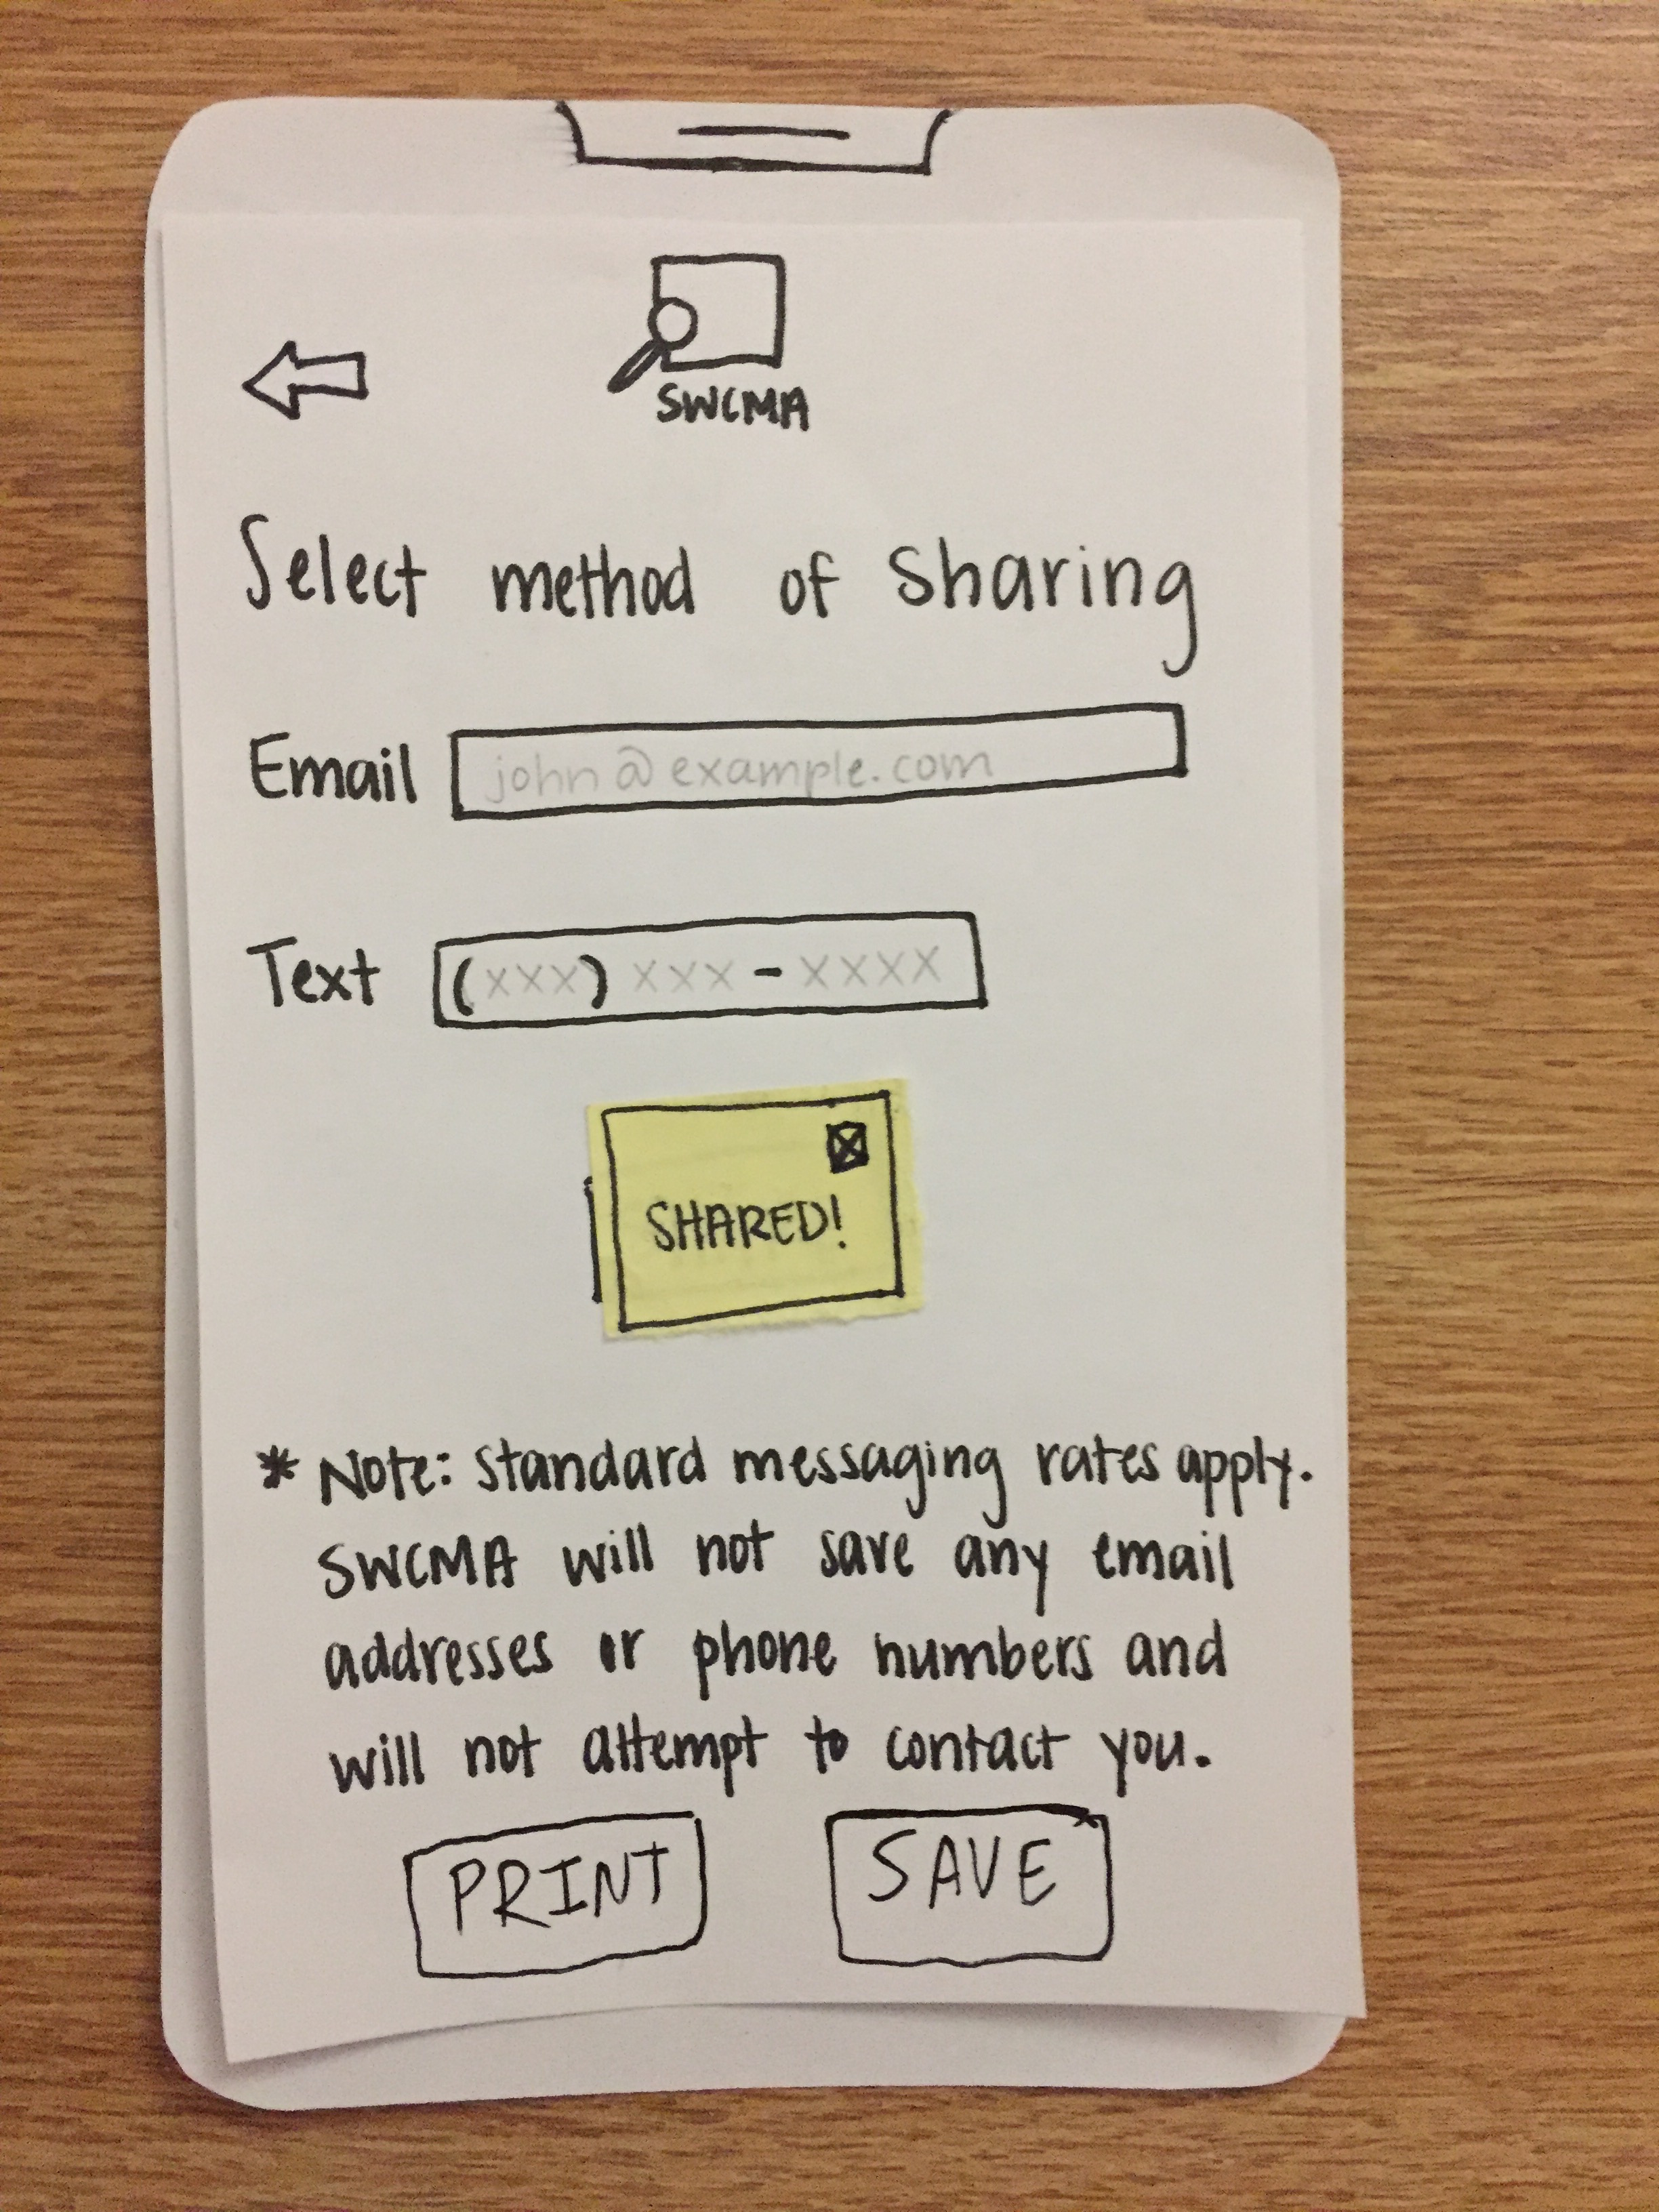 SWCMA
Select method of sharing
Email john@example.com
Text (xxx) xxx - xxxx
SHARED!
* Note: standard messaging rates apply.
SWCMA will not save any email
addresses or phone numbers and
will not attempt to contact you.
PRINT SAVE